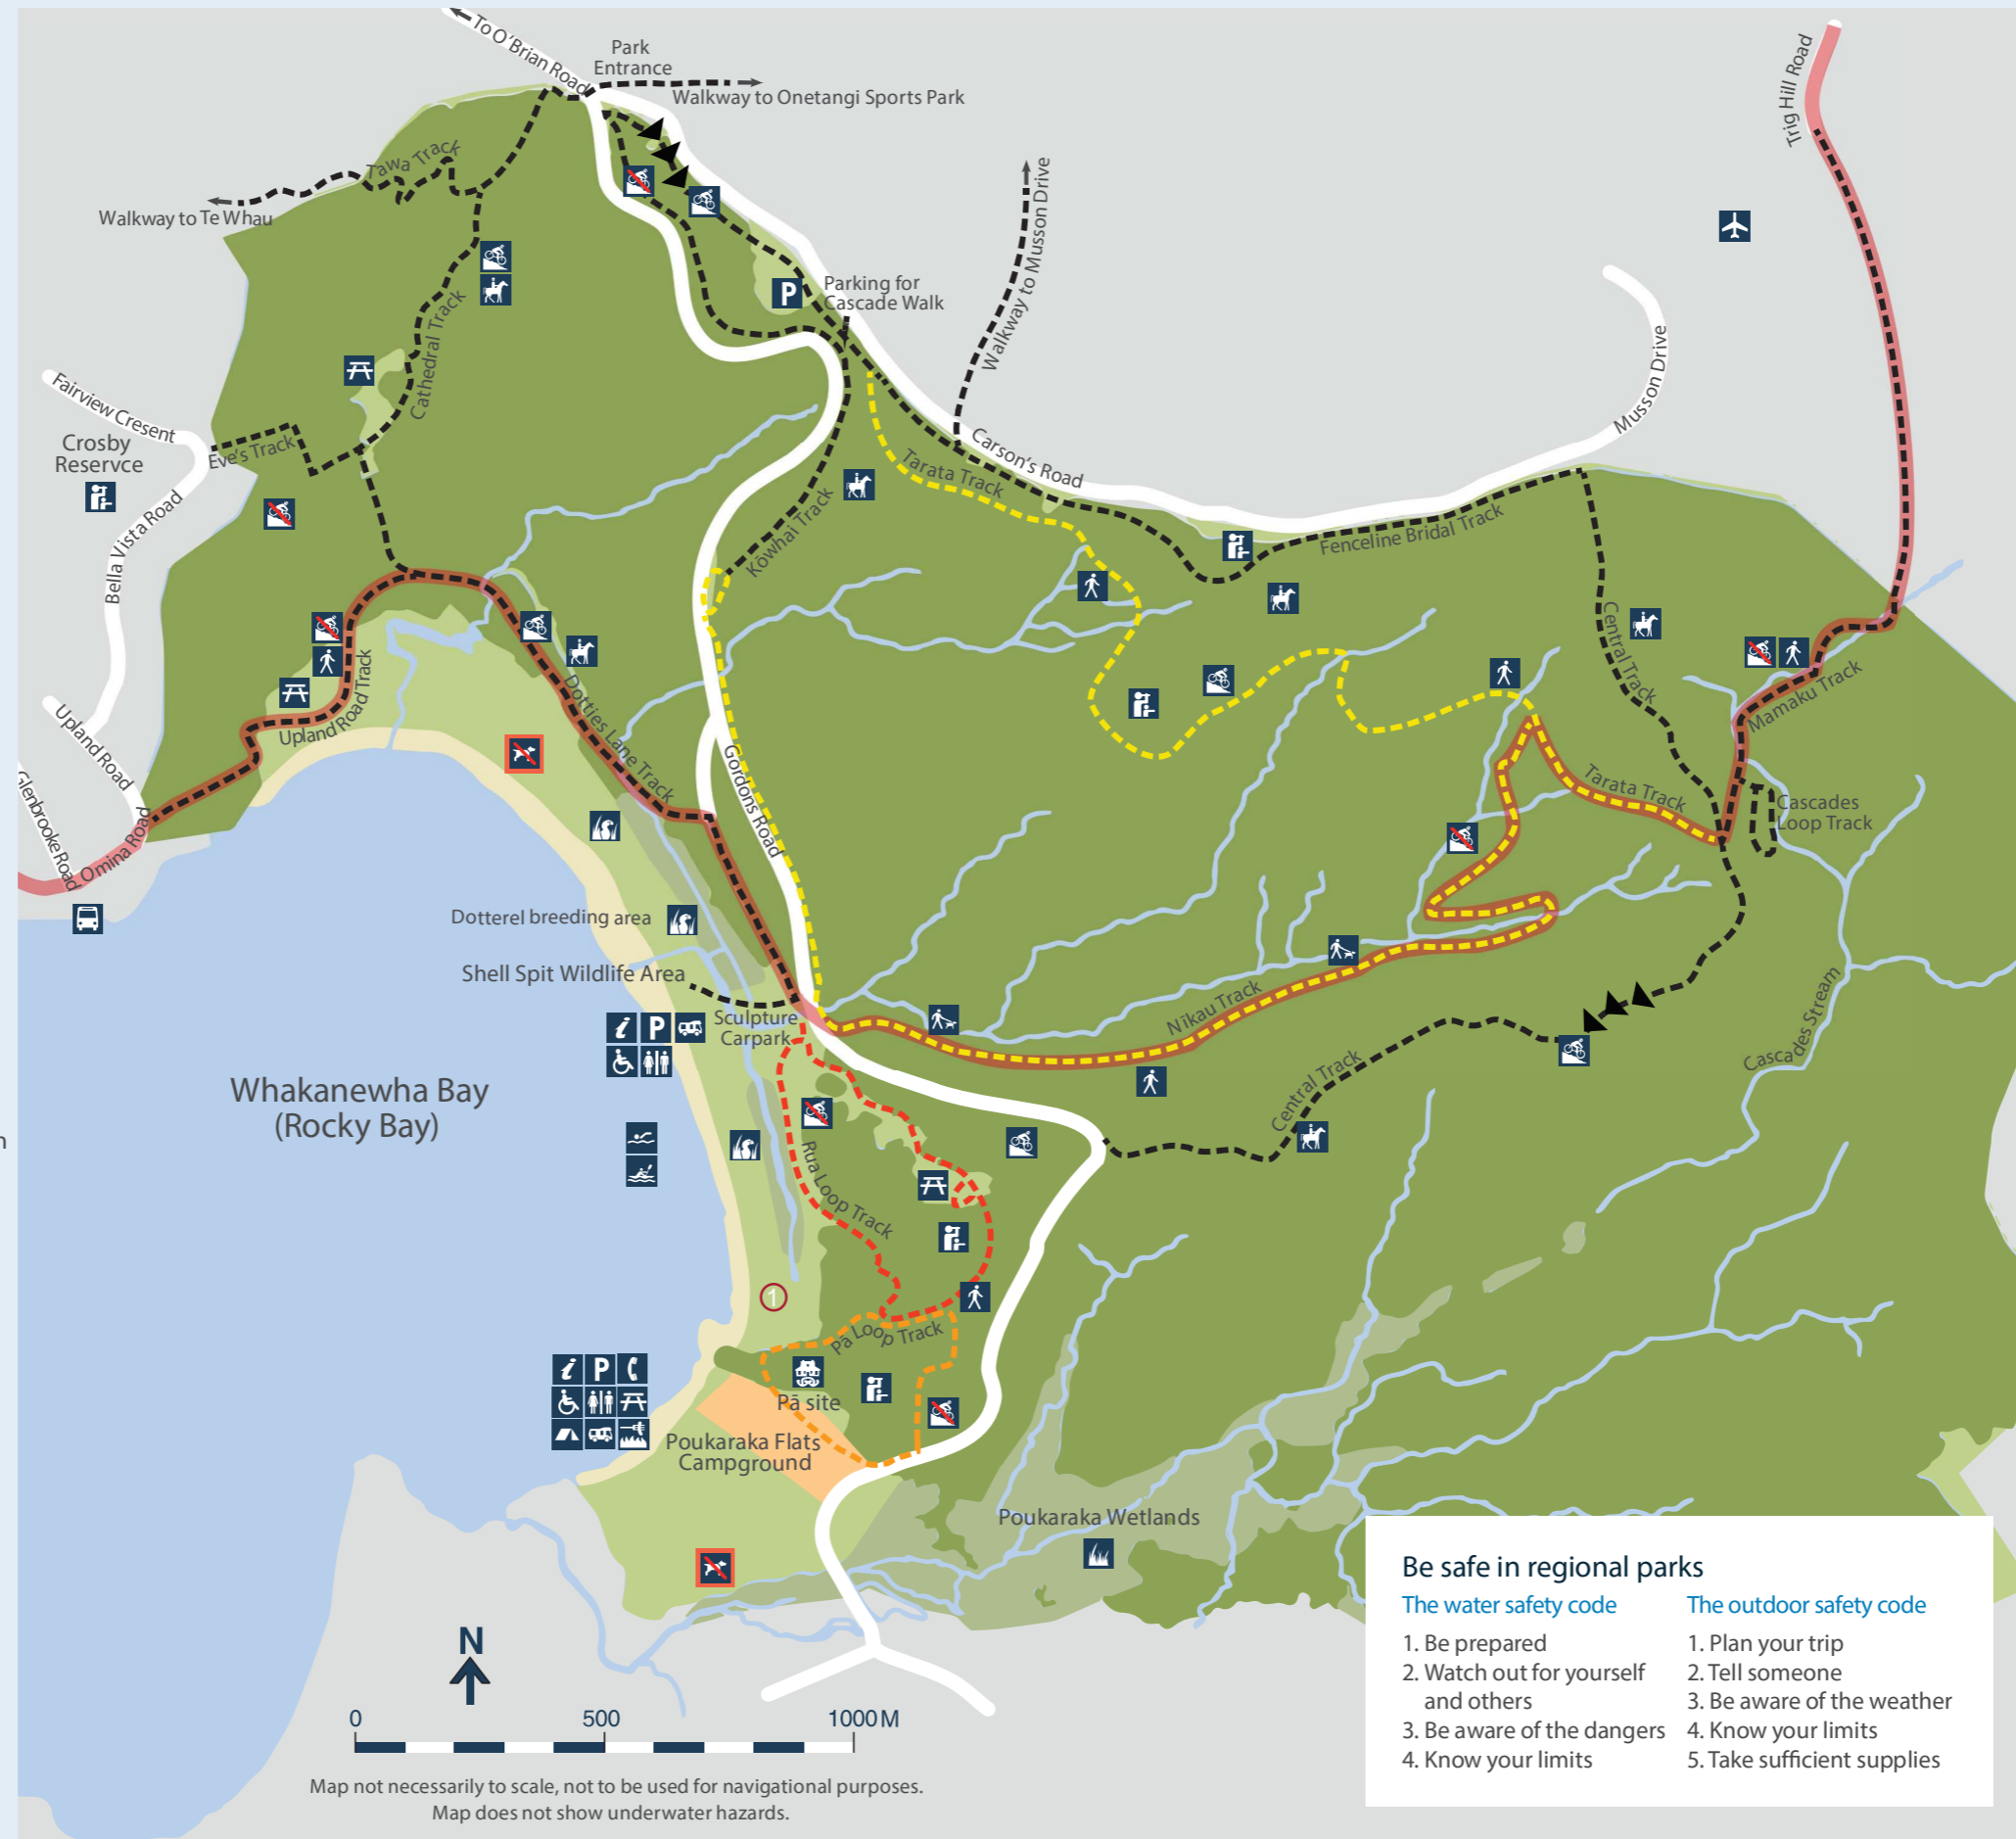 To O'Brian Road
Park
Entrance
Walkway to Onetangi Sports Park
Trig Hill Road
Tawa Track
Walkway to Te Whau
Walkway to Musson Drive
P
Parking for
Cascade Walk
Cathedral Track
Musson Drive
Fairview Cresent
Crosby
Reservce
Eve's Track
Carson's Road
Tarata Track
Bella Vista Road
Kōwhai Track
Fenceline Bridal Track
Central Track
Upland Road Track
Dotties Lane Track
Mamaku Track
Upland Road
Gordons Road
Glenbrooke Road
Omina Road
Tarata Track
Cascades
Loop Track
Dotterel breeding area
Shell Spit Wildlife Area
Sculpture
Carpark
i P
Nīkau Track
Cascades Stream
Central Track
Whakanewha Bay
(Rocky Bay)
n
Rua Loop Track
1
Pā Loop Track
i P
Pā site
Poukaraka Flats
Campground
Poukaraka Wetlands
N
0 500 1000 M
Map not necessarily to scale, not to be used for navigational purposes.
Map does not show underwater hazards.
Be safe in regional parks
The water safety code
1. Be prepared
2. Watch out for yourself
and others
3. Be aware of the dangers
4. Know your limits
The outdoor safety code
1. Plan your trip
2. Tell someone
3. Be aware of the weather
4. Know your limits
5. Take sufficient supplies